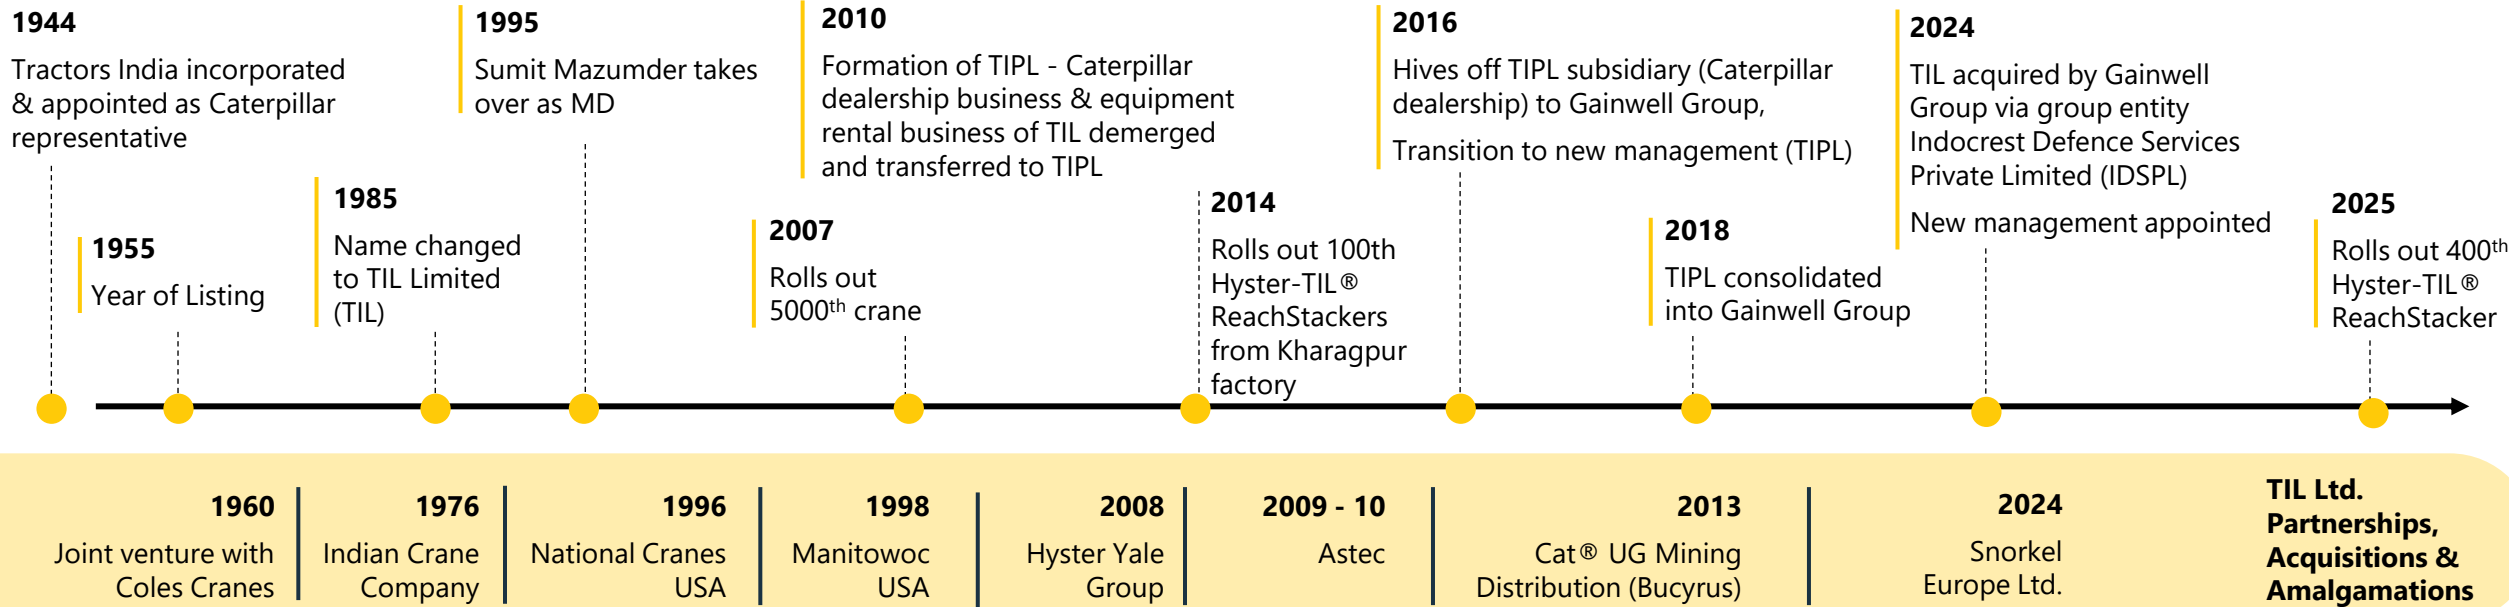 1944
Tractors India incorporated
& appointed as Caterpillar
representative
1955
Year of Listing
1985
Name changed
to TIL Limited
(TIL)
1995
Sumit Mazumder takes
over as MD
2007
Rolls out
5000th crane
2010
Formation of TIPL - Caterpillar
dealership business & equipment
rental business of TIL demerged
and transferred to TIPL
2014
Rolls out 100th
Hyster-TIL®
ReachStackers
from Kharagpur
factory
2016
Hives off TIPL subsidiary (Caterpillar
dealership) to Gainwell Group,
Transition to new management (TIPL)
2018
TIPL consolidated
into Gainwell Group
2024
TIL acquired by Gainwell
Group via group entity
Indocrest Defence Services
Private Limited (IDSPL)
New management appointed
2025
Rolls out 400th
Hyster-TIL®
ReachStacker
1960
Joint venture with
Coles Cranes
1976
Indian Crane
Company
1996
National Cranes
USA
1998
Manitowoc
USA
2008
Hyster Yale
Group
2009 - 10
Astec
2013
Cat® UG Mining
Distribution (Bucyrus)
2024
Snorkel
Europe Ltd.
TIL Ltd.
Partnerships,
Acquisitions &
Amalgamations